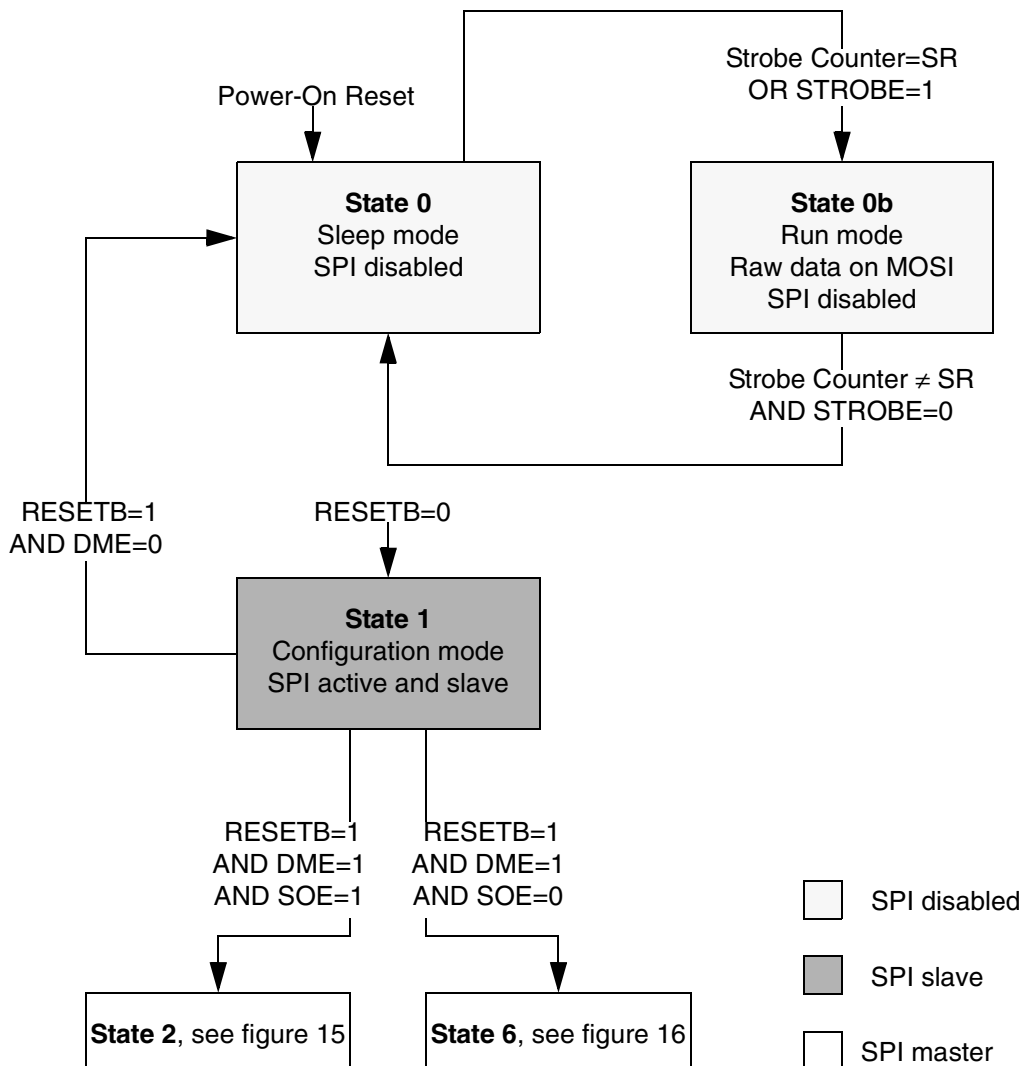 Strobe Counter=SR
OR STROBE=1
Power-On Reset
State 0
Sleep mode
SPI disabled
State 0b
Run mode
Raw data on MOSI
SPI disabled
Strobe Counter ≠ SR
AND STROBE=0
RESETB=1
AND DME=0
RESETB=0
State 1
Configuration mode
SPI active and slave
RESETB=1
AND DME=1
AND SOE=1
RESETB=1
AND DME=1
AND SOE=0
SPI disabled
SPI slave
State 2, see figure 15
State 6, see figure 16
SPI master